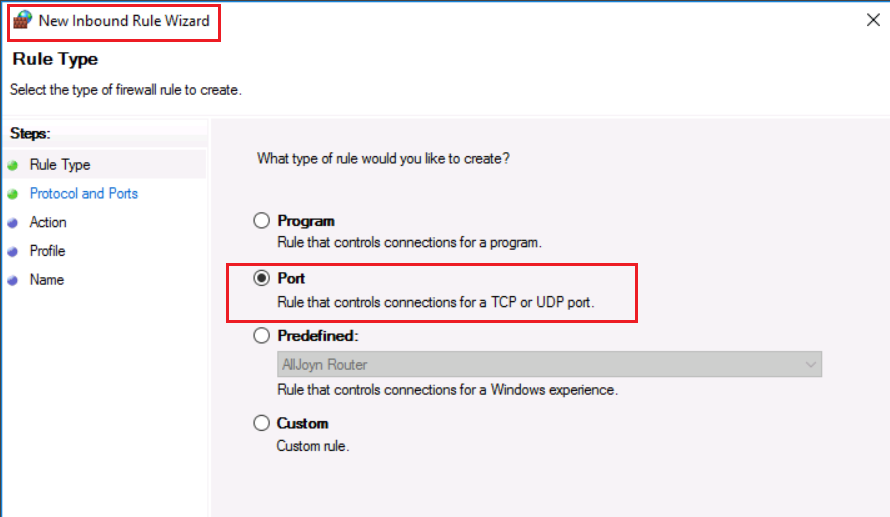 New Inbound Rule Wizard
Rule Type
Select the type of firewall rule to create.
Steps:
Rule Type
Protocol and Ports
Action
Profile
Name
What type of rule would you like to create?
Program
Rule that controls connections for a program.
Port
Rule that controls connections for a TCP or UDP port.
Predefined:
AllJoyn Router
Rule that controls connections for a Windows experience.
Custom
Custom rule.